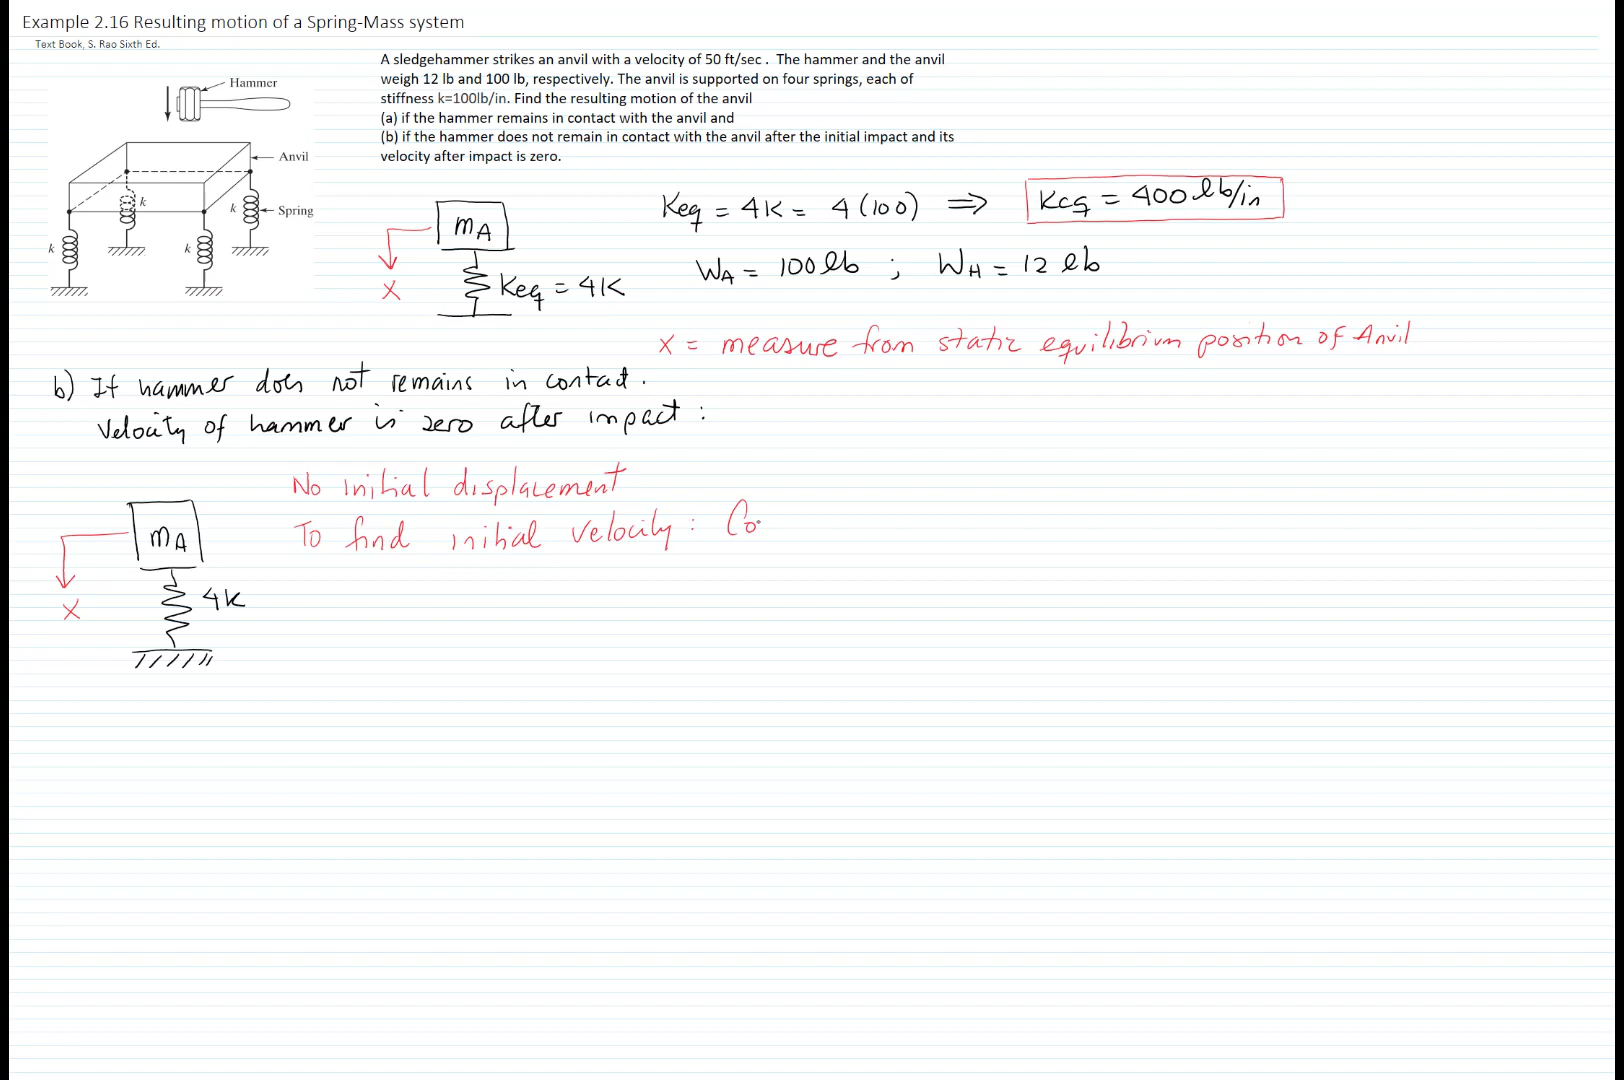 Example 2.16 Resulting motion of a Spring-Mass system
Text Book, S. Rao Sixth Ed.
A sledgehammer strikes an anvil with a velocity of 50 ft/sec . The hammer and the anvil
weigh 12 lb and 100 lb, respectively. The anvil is supported on four springs, each of
stiffness k=100lb/in. Find the resulting motion of the anvil
(a) if the hammer remains in contact with the anvil and
(b) if the hammer does not remain in contact with the anvil after the initial impact and its
velocity after impact is zero.
Hammer
Anvil
k
k
Spring
k
k
mA
x
Keq = 4K
Keq = 4K = 4(100) ⇒ Keq = 400 lb/in
WA = 100 lb ; WH = 12 lb
x = measure from static equilibrium position of Anvil
b) If hammer does not remains in contact.
Velocity of hammer is zero after impact :
No initial displacement
To find initial velocity : Co
mA
x
4K